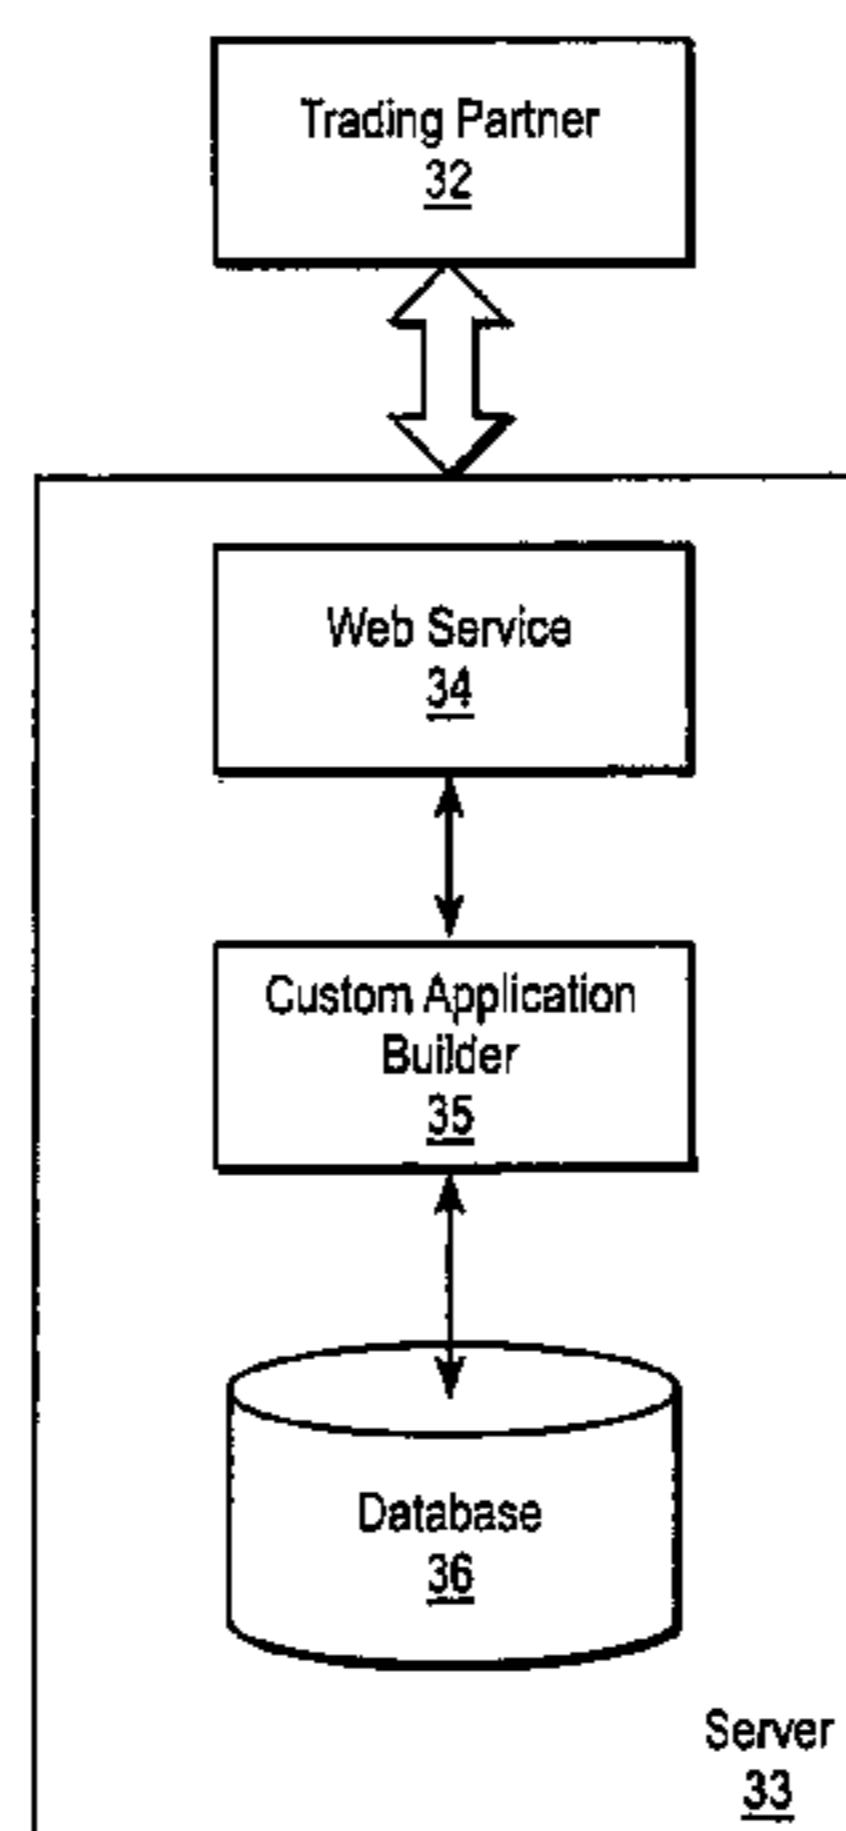 Trading Partner
32
Web Service
34
Custom Application
Builder
35
Database
36
Server
33